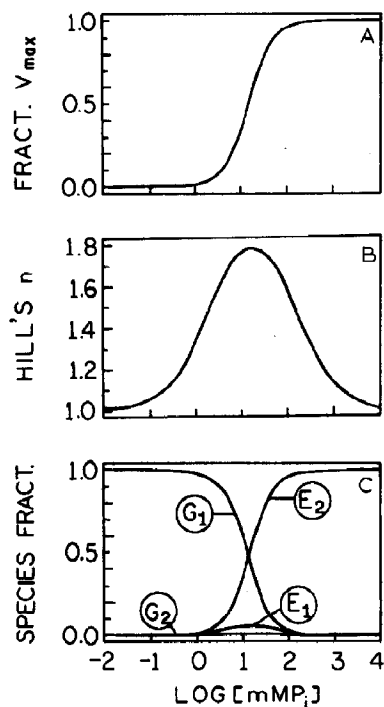 A
FRACT. Vmax
1.0
0.5
0.0
B
HILL'S n
1.8
1.6
1.4
1.2
1.0
C
SPECIES FRACT.
1.0
0.5
0.0
G1
E2
G2
E1
-2 -1 0 1 2 3 4
LOG [mMPi]